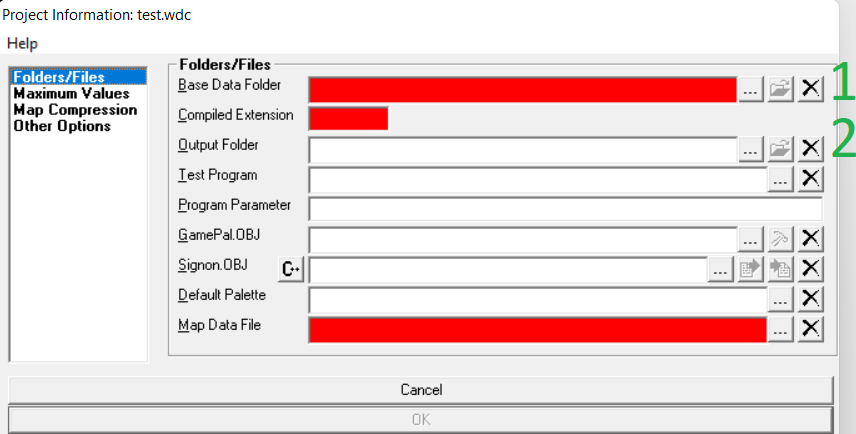 Project Information: test.wdc
Help
Folders/Files
Maximum Values
Map Compression
Other Options
Folders/Files
Base Data Folder ... 1
Compiled Extension
Output Folder ... 2
Test Program ...
Program Parameter
GamePal.OBJ ...
Signon.OBJ C++ ...
Default Palette ...
Map Data File ...
Cancel
OK